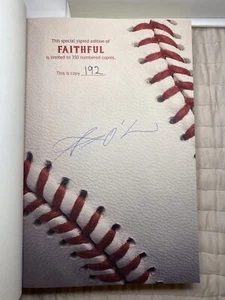 This special signed edition of
FAITHFUL
is limited to 350 numbered copies.
This is copy 192